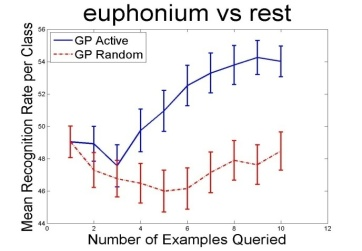 euphonium vs rest
GP Active
GP Random
Mean Recognition Rate per Class
56
54
52
50
48
46
44
0
2
4
6
8
10
12
Number of Examples Queried